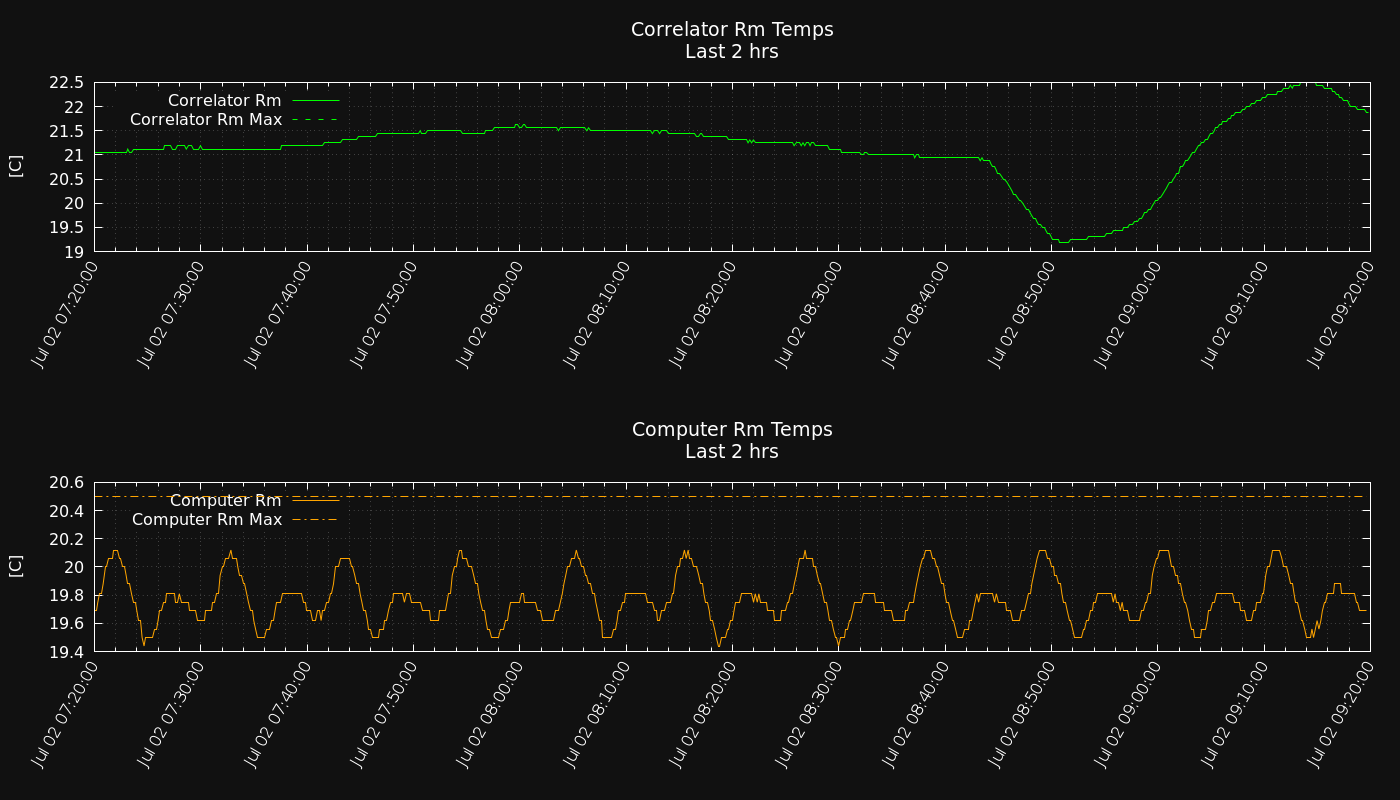 Correlator Rm Temps
Last 2 hrs
22.5
22
21.5
21
20.5
20
19.5
19
[C]
Correlator Rm
Correlator Rm Max
Jul 02 07:20:00
Jul 02 07:30:00
Jul 02 07:40:00
Jul 02 07:50:00
Jul 02 08:00:00
Jul 02 08:10:00
Jul 02 08:20:00
Jul 02 08:30:00
Jul 02 08:40:00
Jul 02 08:50:00
Jul 02 09:00:00
Jul 02 09:10:00
Jul 02 09:20:00
Computer Rm Temps
Last 2 hrs
20.6
20.4
20.2
20
19.8
19.6
19.4
[C]
Computer Rm
Computer Rm Max
Jul 02 07:20:00
Jul 02 07:30:00
Jul 02 07:40:00
Jul 02 07:50:00
Jul 02 08:00:00
Jul 02 08:10:00
Jul 02 08:20:00
Jul 02 08:30:00
Jul 02 08:40:00
Jul 02 08:50:00
Jul 02 09:00:00
Jul 02 09:10:00
Jul 02 09:20:00